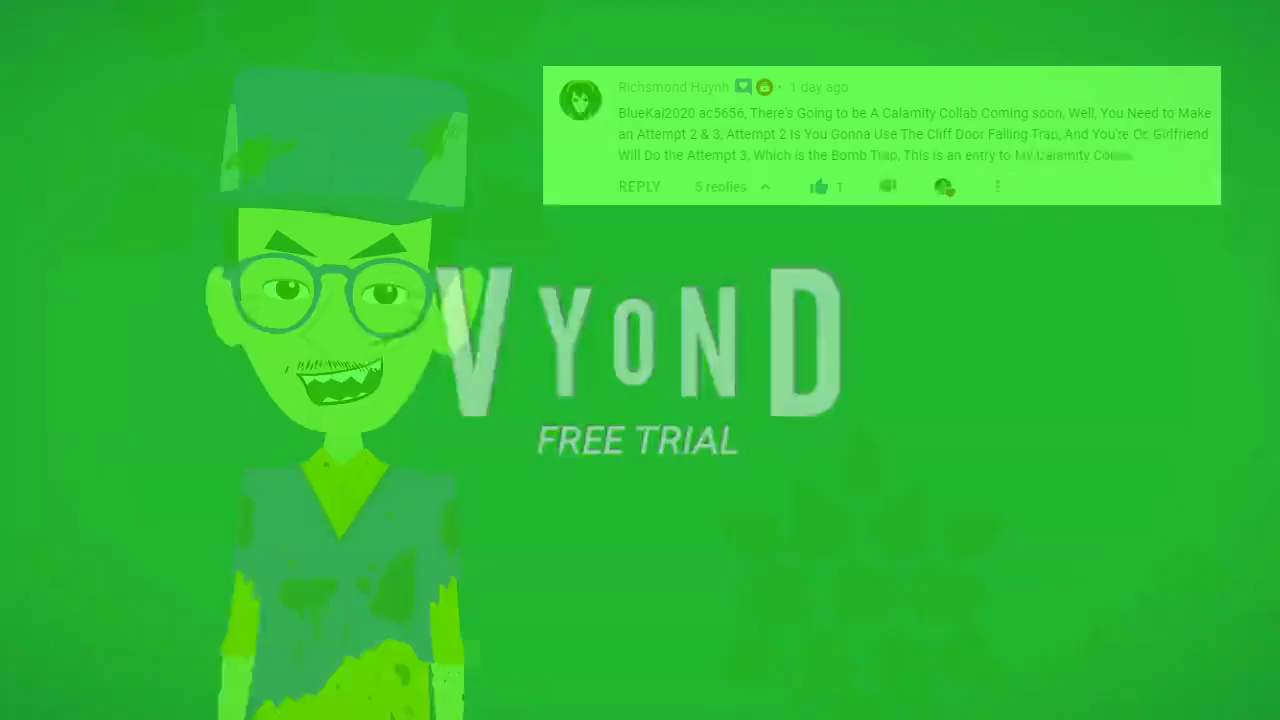 Richsmond Huynh · 1 day ago
BlueKai2020 ac5656, There's Going to be A Calamity Collab Coming soon, Well, You Need to Make
an Attempt 2 & 3, Attempt 2 Is You Gonna Use The Cliff Door Falling Trap, And You're Oc Girlfriend
Will Do the Attempt 3, Which is the Bomb Trap, This is an entry to My Calamity
REPLY 5 replies 1
VYOND
FREE TRIAL